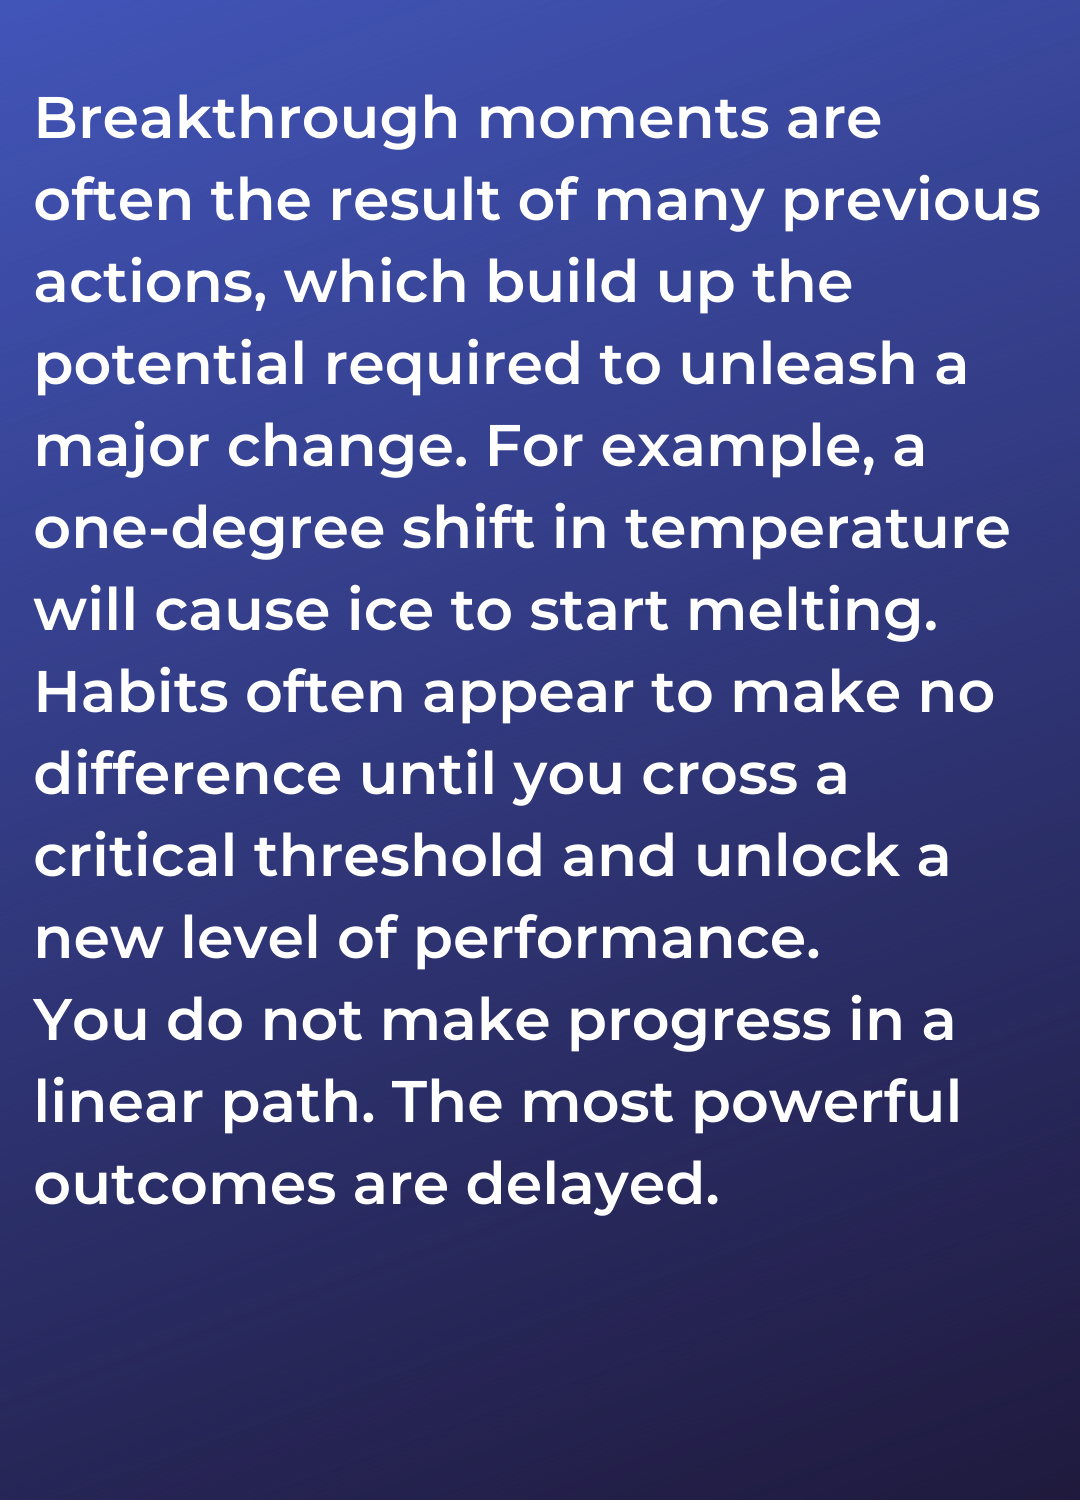 Breakthrough moments are
often the result of many previous
actions, which build up the
potential required to unleash a
major change. For example, a
one-degree shift in temperature
will cause ice to start melting.
Habits often appear to make no
difference until you cross a
critical threshold and unlock a
new level of performance.
You do not make progress in a
linear path. The most powerful
outcomes are delayed.